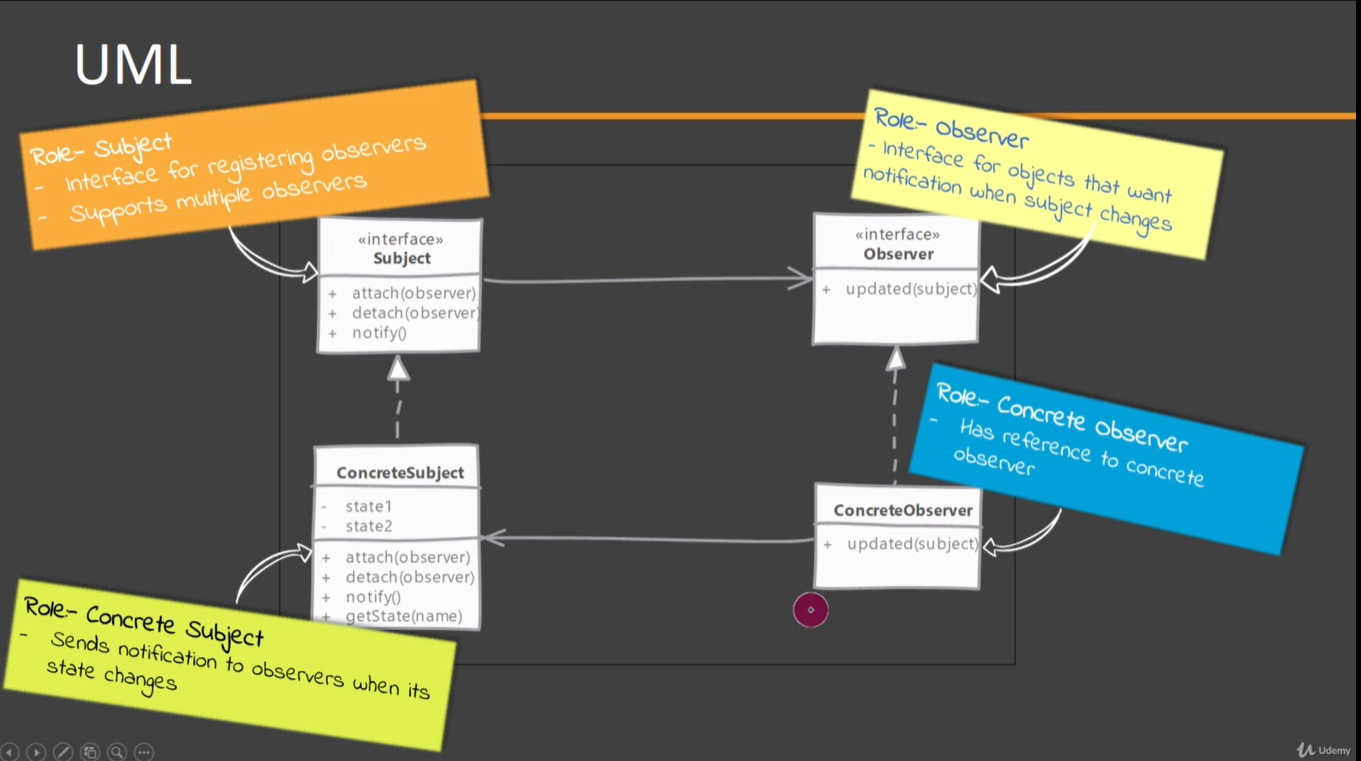 UML
Role:- Subject
- Interface for registering observers
- Supports multiple observers
Role:- Observer
- Interface for objects that want
notification when subject changes
«interface»
Subject
+ attach(observer)
+ detach(observer)
+ notify()
«interface»
Observer
+ updated(subject)
Role:- Concrete Observer
- Has reference to concrete
observer
ConcreteSubject
- state1
- state2
+ attach(observer)
+ detach(observer)
+ notify()
+ getState(name)
ConcreteObserver
+ updated(subject)
Role:- Concrete Subject
- Sends notification to observers when its
state changes
Udemy